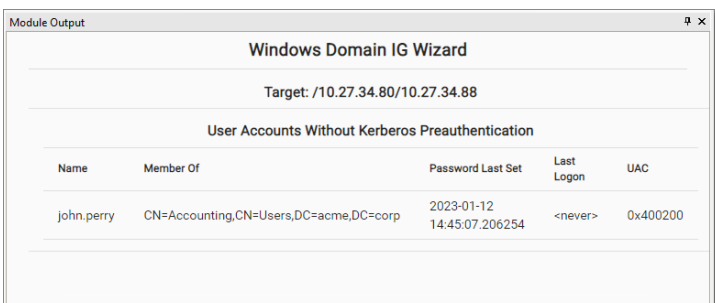 Module Output
Windows Domain IG Wizard
Target: /10.27.34.80/10.27.34.88
User Accounts Without Kerberos Preauthentication
Name Member Of Password Last Set Last Logon UAC
john.perry CN=Accounting,CN=Users,DC=acme,DC=corp 2023-01-12 14:45:07.206254 <never> 0x400200